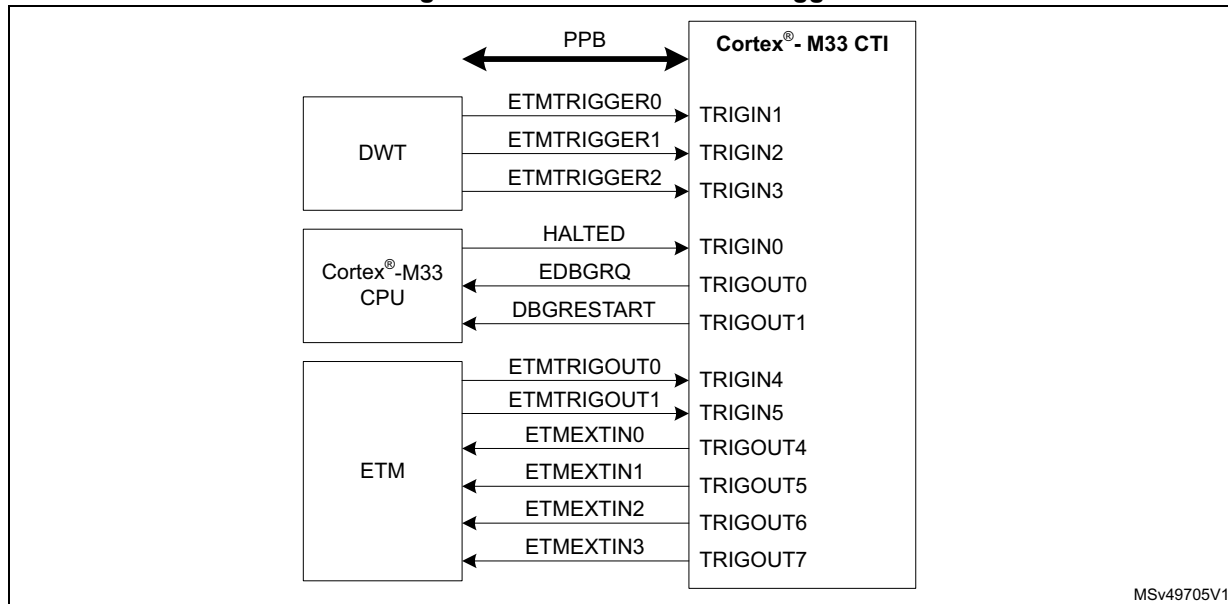 PPB
Cortex®- M33 CTI
ETMTRIGGER0
TRIGIN1
DWT
ETMTRIGGER1
TRIGIN2
ETMTRIGGER2
TRIGIN3
HALTED
TRIGIN0
Cortex®-M33
CPU
EDBGRQ
TRIGOUT0
DBGRESTART
TRIGOUT1
ETMTRIGOUT0
TRIGIN4
ETMTRIGOUT1
TRIGIN5
ETMEXTIN0
TRIGOUT4
ETM
ETMEXTIN1
TRIGOUT5
ETMEXTIN2
TRIGOUT6
ETMEXTIN3
TRIGOUT7
MSv49705V1